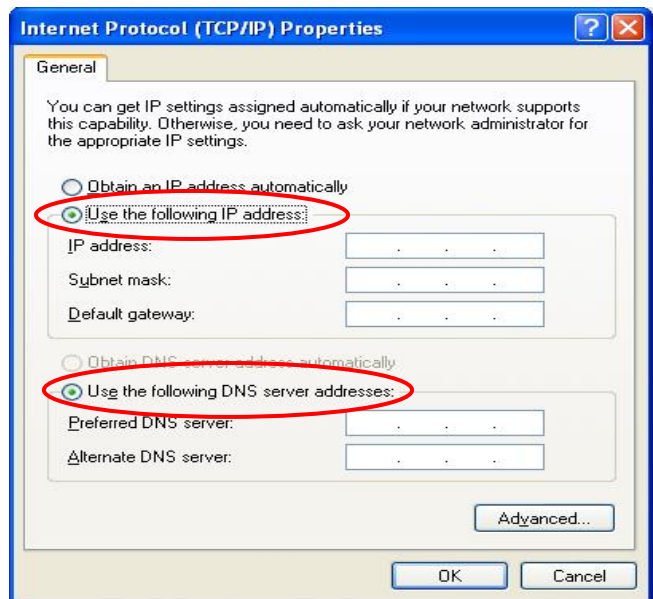 Internet Protocol (TCP/IP) Properties
General
You can get IP settings assigned automatically if your network supports
this capability. Otherwise, you need to ask your network administrator for
the appropriate IP settings.
Obtain an IP address automatically
Use the following IP address:
IP address:
Subnet mask:
Default gateway:
Obtain DNS server address automatically
Use the following DNS server addresses:
Preferred DNS server:
Alternate DNS server:
Advanced...
OK Cancel